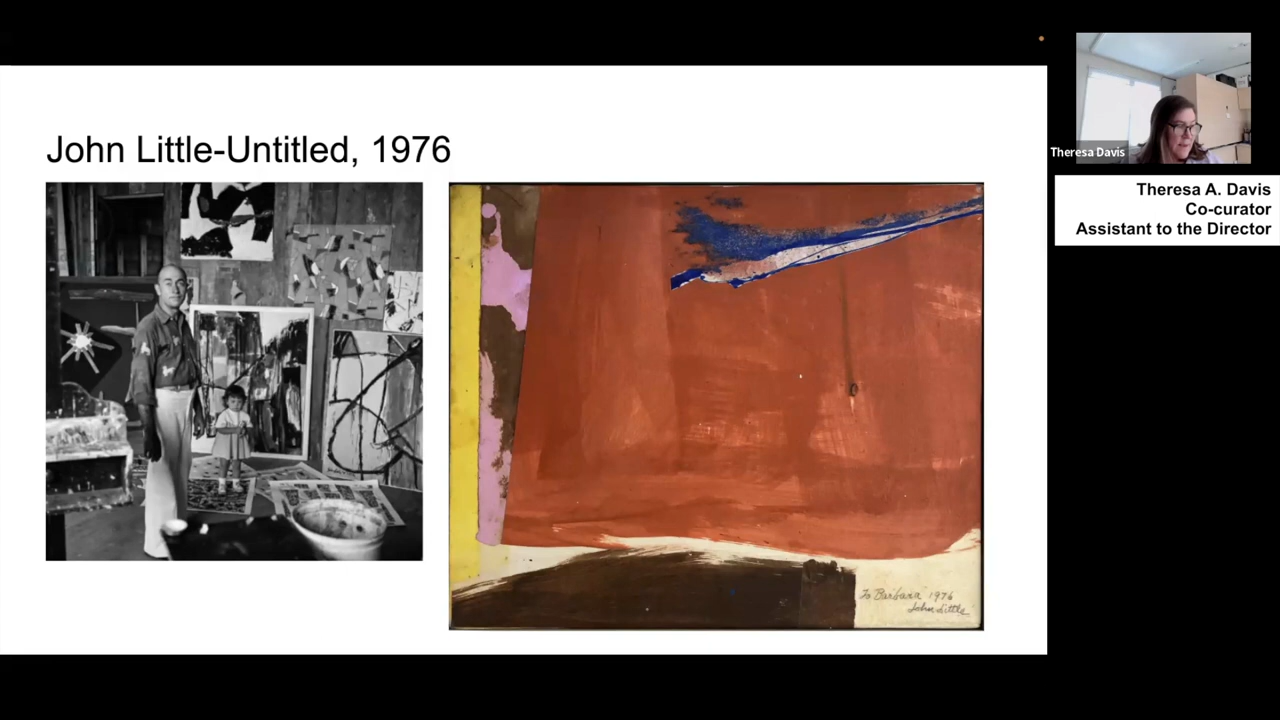 John Little-Untitled, 1976
To Barbara 1976
John Little
Theresa Davis
Theresa A. Davis
Co-curator
Assistant to the Director